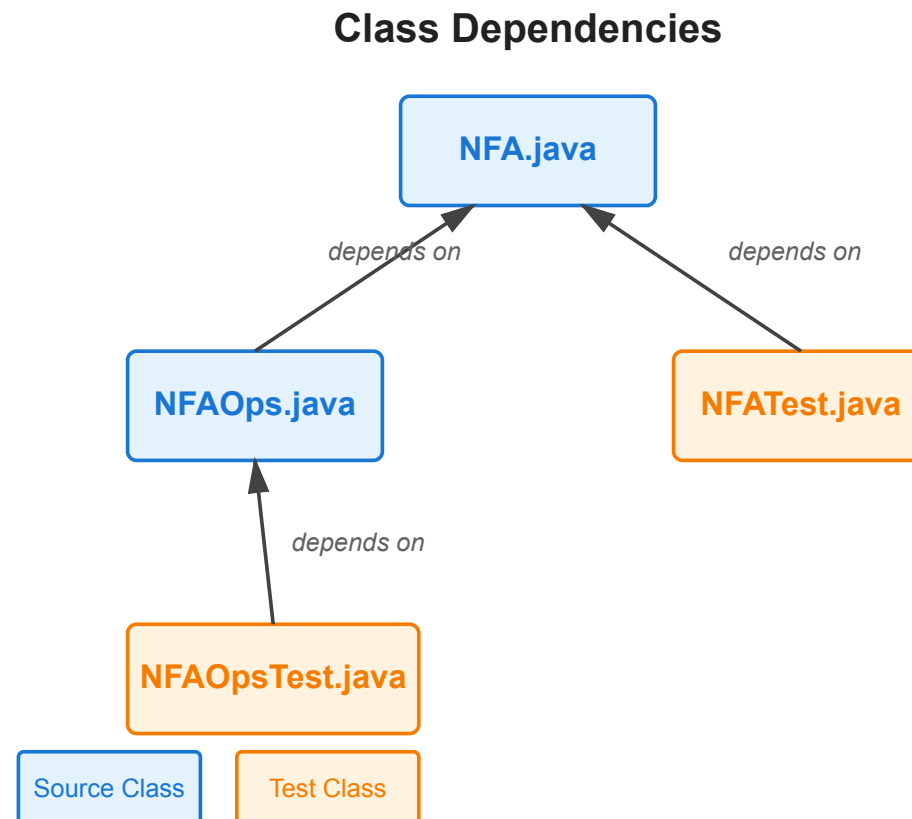 Class Dependencies
NFA.java
depends on
depends on
NFAOps.java
NFATest.java
depends on
NFAOpsTest.java
Source Class
Test Class